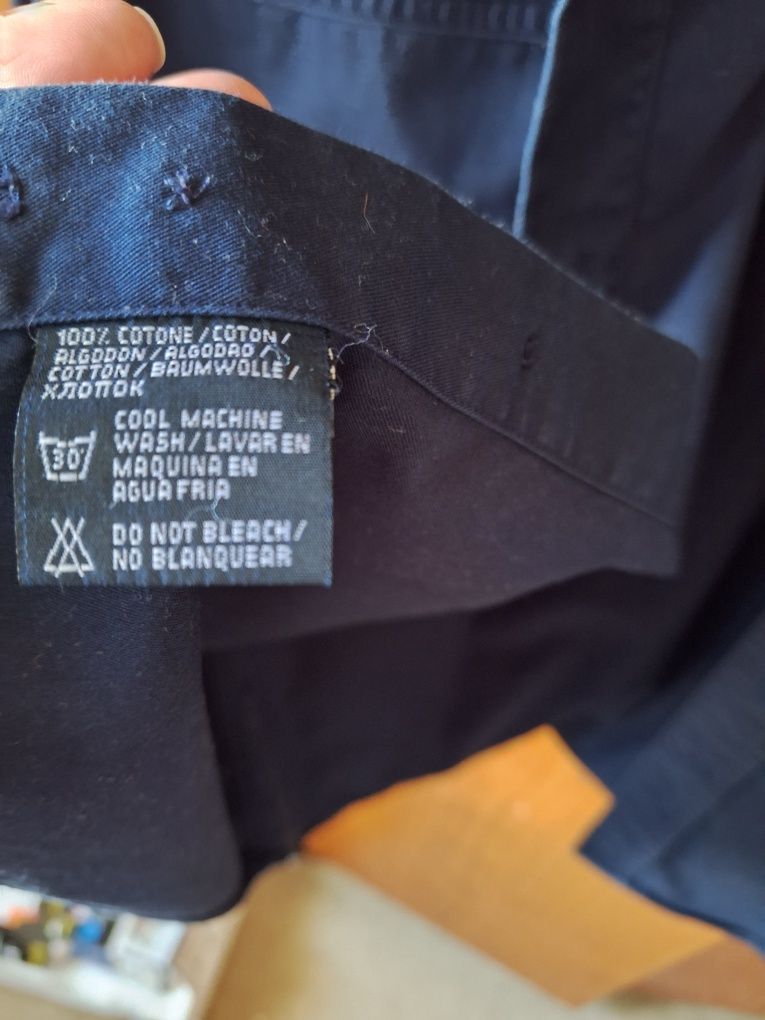 100% COTONE / COTON /
ALGODON / ALGODAO /
COTTON / BAUMWOLLE /
ХЛОПОК
30°
COOL MACHINE
WASH / LAVAR EN
MAQUINA EN
AGUA FRIA
DO NOT BLEACH /
NO BLANQUEAR